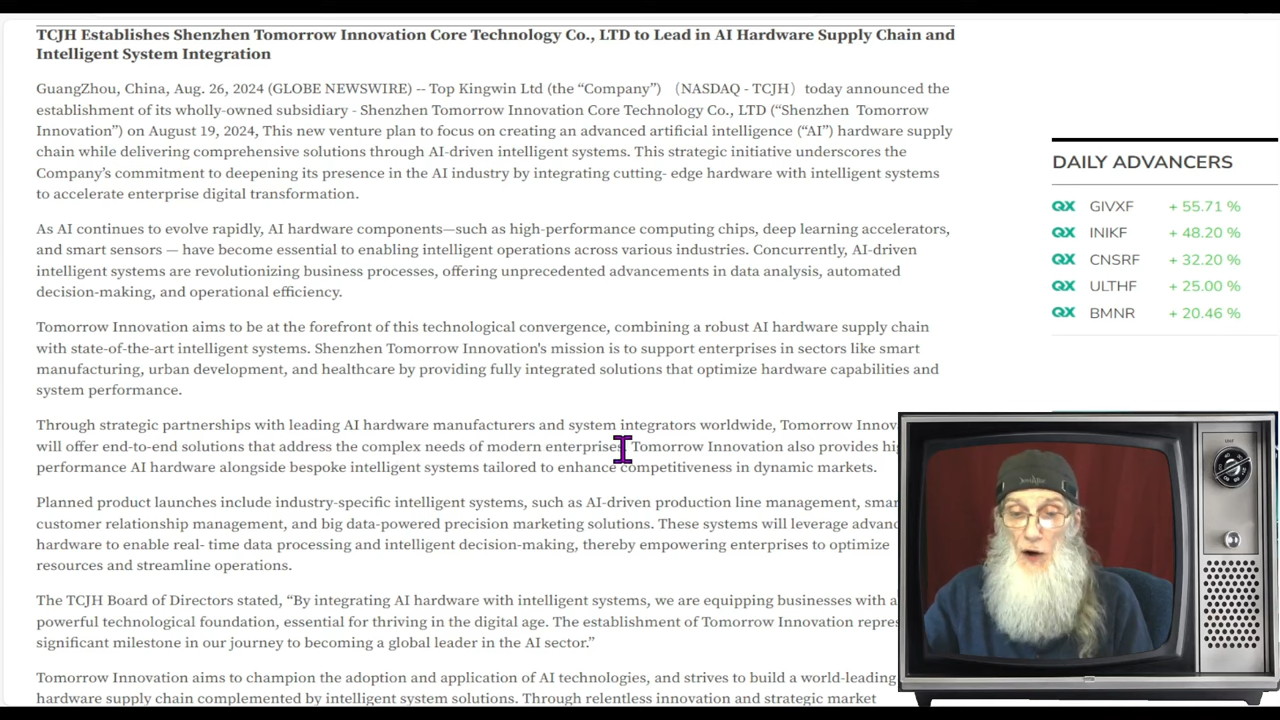 TCJH Establishes Shenzhen Tomorrow Innovation Core Technology Co., LTD to Lead in AI Hardware Supply Chain and
Intelligent System Integration
GuangZhou, China, Aug. 26, 2024 (GLOBE NEWSWIRE) -- Top Kingwin Ltd (the “Company”) （NASDAQ - TCJH） today announced the
establishment of its wholly-owned subsidiary - Shenzhen Tomorrow Innovation Core Technology Co., LTD (“Shenzhen Tomorrow
Innovation”) on August 19, 2024, This new venture plan to focus on creating an advanced artificial intelligence (“AI”) hardware supply
chain while delivering comprehensive solutions through AI-driven intelligent systems. This strategic initiative underscores the
Company’s commitment to deepening its presence in the AI industry by integrating cutting- edge hardware with intelligent systems
to accelerate enterprise digital transformation.
As AI continues to evolve rapidly, AI hardware components—such as high-performance computing chips, deep learning accelerators,
and smart sensors — have become essential to enabling intelligent operations across various industries. Concurrently, AI-driven
intelligent systems are revolutionizing business processes, offering unprecedented advancements in data analysis, automated
decision-making, and operational efficiency.
Tomorrow Innovation aims to be at the forefront of this technological convergence, combining a robust AI hardware supply chain
with state-of-the-art intelligent systems. Shenzhen Tomorrow Innovation's mission is to support enterprises in sectors like smart
manufacturing, urban development, and healthcare by providing fully integrated solutions that optimize hardware capabilities and
system performance.
Through strategic partnerships with leading AI hardware manufacturers and system integrators worldwide, Tomorrow Innov
will offer end-to-end solutions that address the complex needs of modern enterprises. Tomorrow Innovation also provides hi
performance AI hardware alongside bespoke intelligent systems tailored to enhance competitiveness in dynamic markets.
Planned product launches include industry-specific intelligent systems, such as AI-driven production line management, smar
customer relationship management, and big data-powered precision marketing solutions. These systems will leverage advanc
hardware to enable real- time data processing and intelligent decision-making, thereby empowering enterprises to optimize
resources and streamline operations.
The TCJH Board of Directors stated, “By integrating AI hardware with intelligent systems, we are equipping businesses with a
powerful technological foundation, essential for thriving in the digital age. The establishment of Tomorrow Innovation repres
significant milestone in our journey to becoming a global leader in the AI sector.”
Tomorrow Innovation aims to champion the adoption and application of AI technologies, and strives to build a world-leading
hardware supply chain complemented by intelligent system solutions. Through relentless innovation and strategic market
DAILY ADVANCERS
QX GIVXF + 55.71 %
QX INIKF + 48.20 %
QX CNSRF + 32.20 %
QX ULTHF + 25.00 %
QX BMNR + 20.46 %